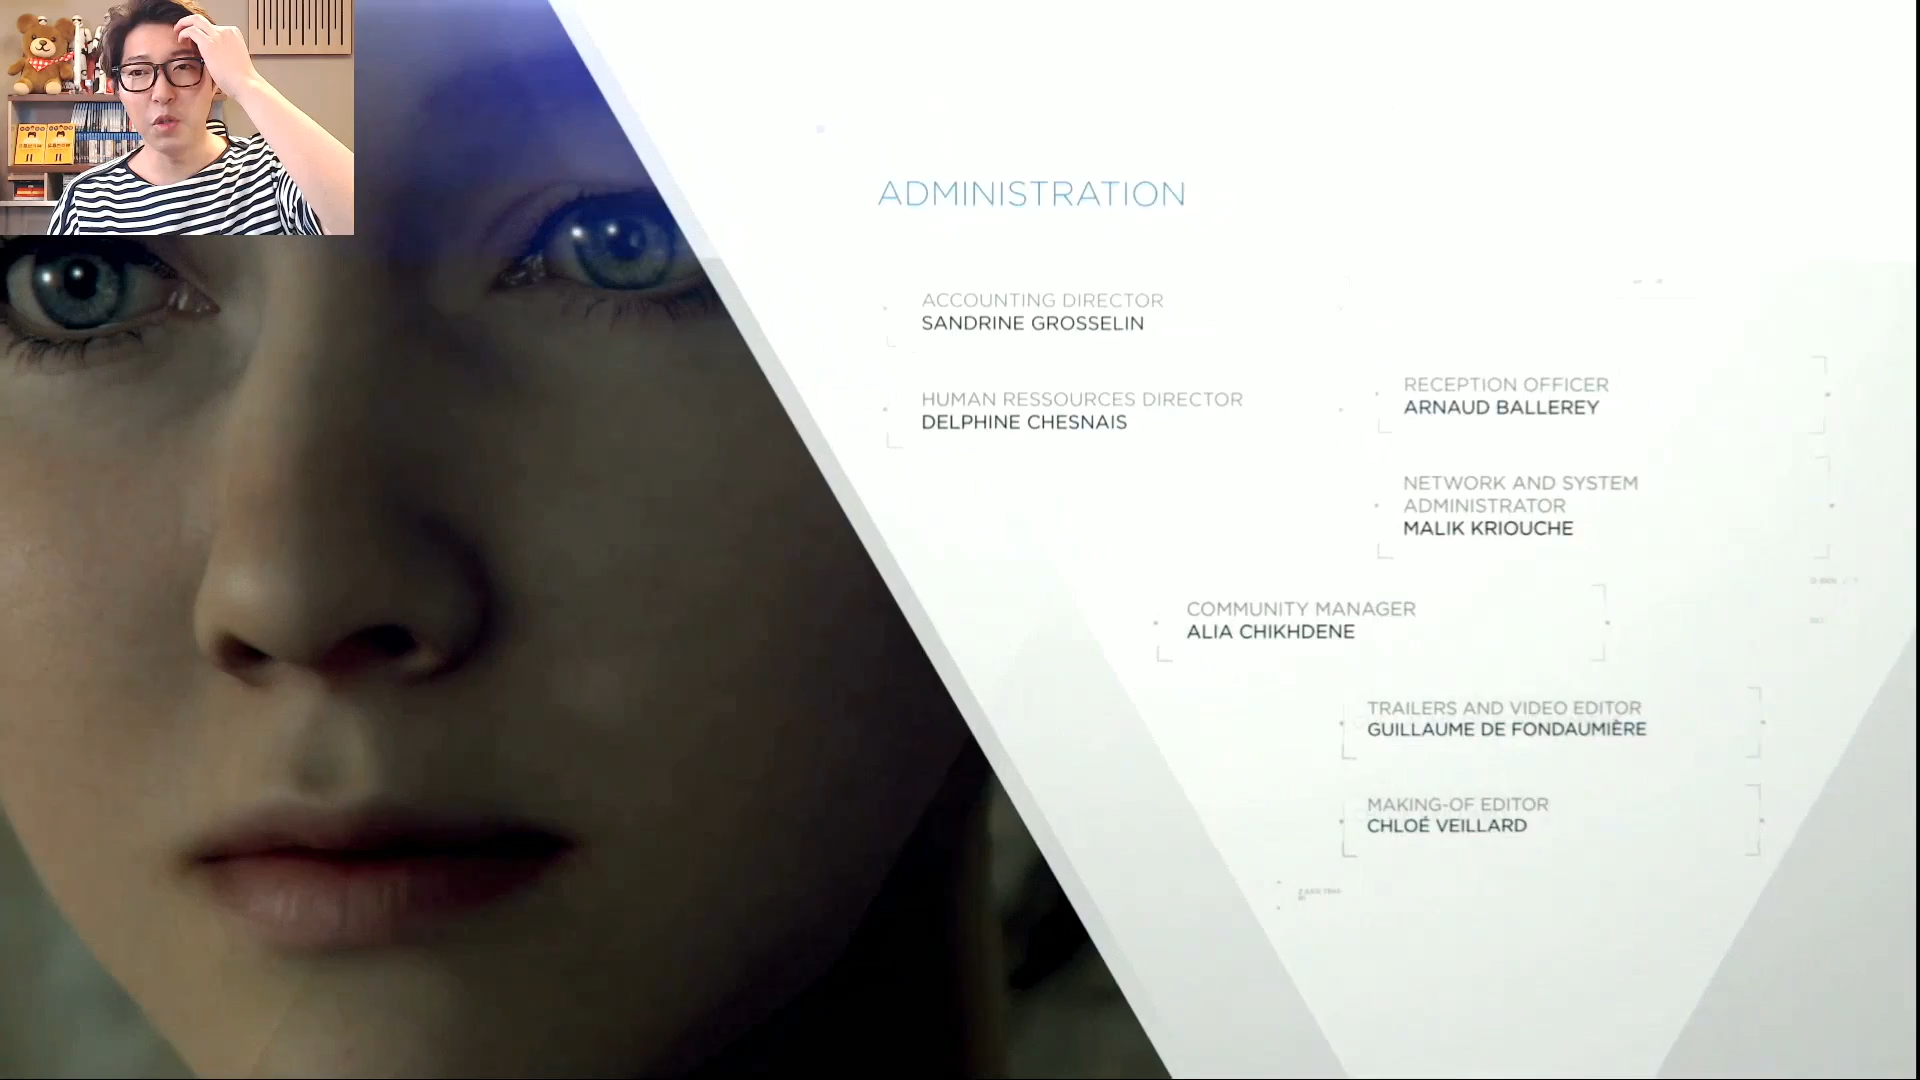 ADMINISTRATION
ACCOUNTING DIRECTOR
SANDRINE GROSSELIN
HUMAN RESSOURCES DIRECTOR
DELPHINE CHESNAIS
RECEPTION OFFICER
ARNAUD BALLEREY
NETWORK AND SYSTEM
ADMINISTRATOR
MALIK KRIOUCHE
COMMUNITY MANAGER
ALIA CHIKHDENE
TRAILERS AND VIDEO EDITOR
GUILLAUME DE FONDAUMIÈRE
MAKING-OF EDITOR
CHLOÉ VEILLARD